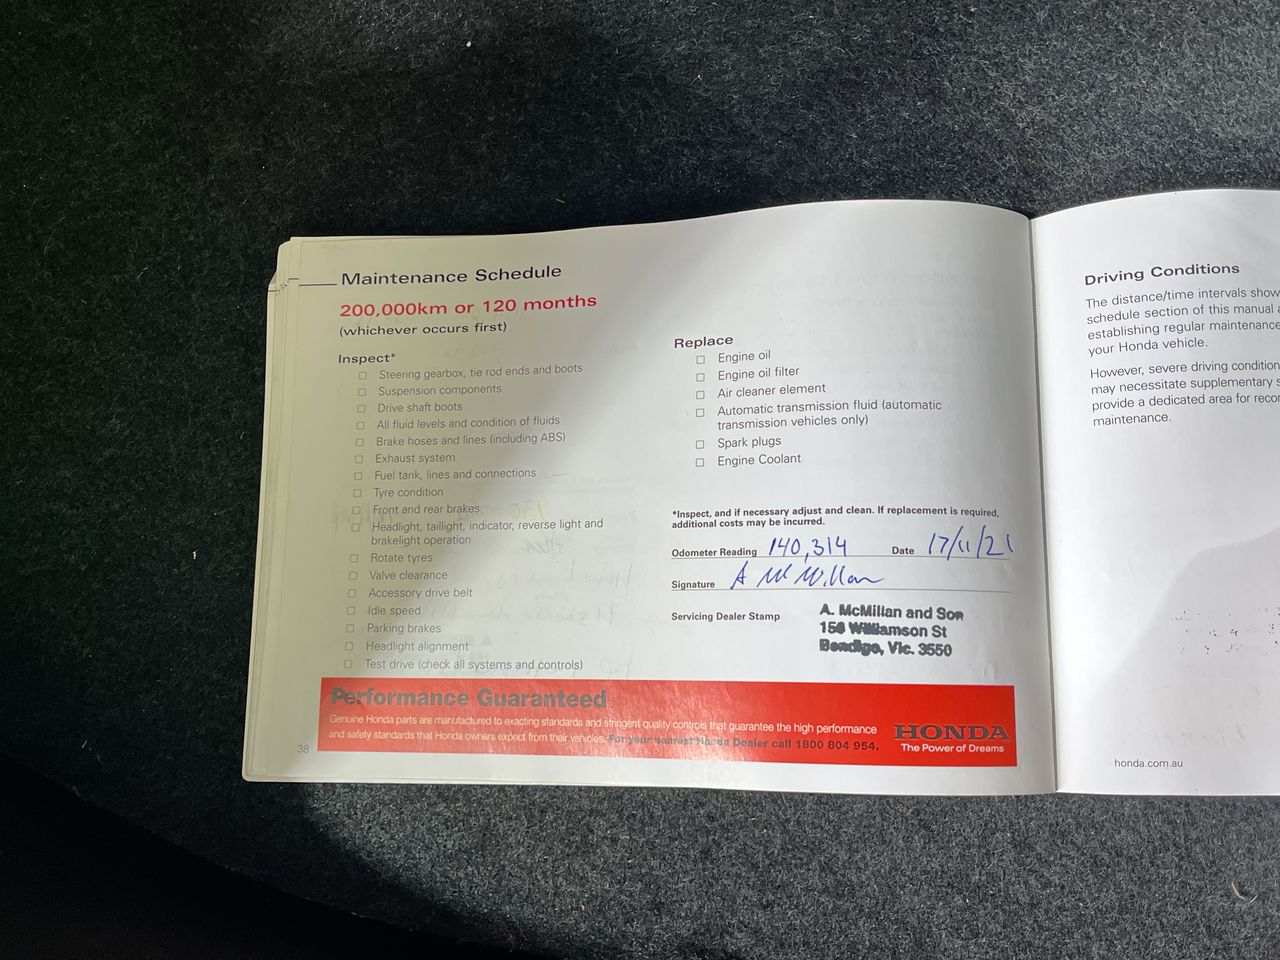 Maintenance Schedule
200,000km or 120 months
(whichever occurs first)
Inspect*
Steering gearbox, tie rod ends and boots
Suspension components
Drive shaft boots
All fluid levels and condition of fluids
Brake hoses and lines (including ABS)
Exhaust system
Fuel tank, lines and connections
Tyre condition
Front and rear brakes
Headlight, taillight, indicator, reverse light and
brakelight operation
Rotate tyres
Valve clearance
Accessory drive belt
Idle speed
Parking brakes
Headlight alignment
Test drive (check all systems and controls)
Replace
Engine oil
Engine oil filter
Air cleaner element
Automatic transmission fluid (automatic
transmission vehicles only)
Spark plugs
Engine Coolant
*Inspect, and if necessary adjust and clean. If replacement is required,
additional costs may be incurred.
Odometer Reading 140,314 Date 17/11/21
Signature A McMillan
Servicing Dealer Stamp
A. McMillan and Son
156 Williamson St
Bendigo, Vic. 3550
Performance Guaranteed
Genuine Honda parts are manufactured to exacting standards and stringent quality controls that guarantee the high performance
and safety standards that Honda owners expect from their vehicles. For your nearest Honda Dealer call 1800 804 954.
HONDA
The Power of Dreams
38
Driving Conditions
The distance/time intervals show
schedule section of this manual a
establishing regular maintenance
your Honda vehicle.
However, severe driving condition
may necessitate supplementary s
provide a dedicated area for recor
maintenance.
honda.com.au